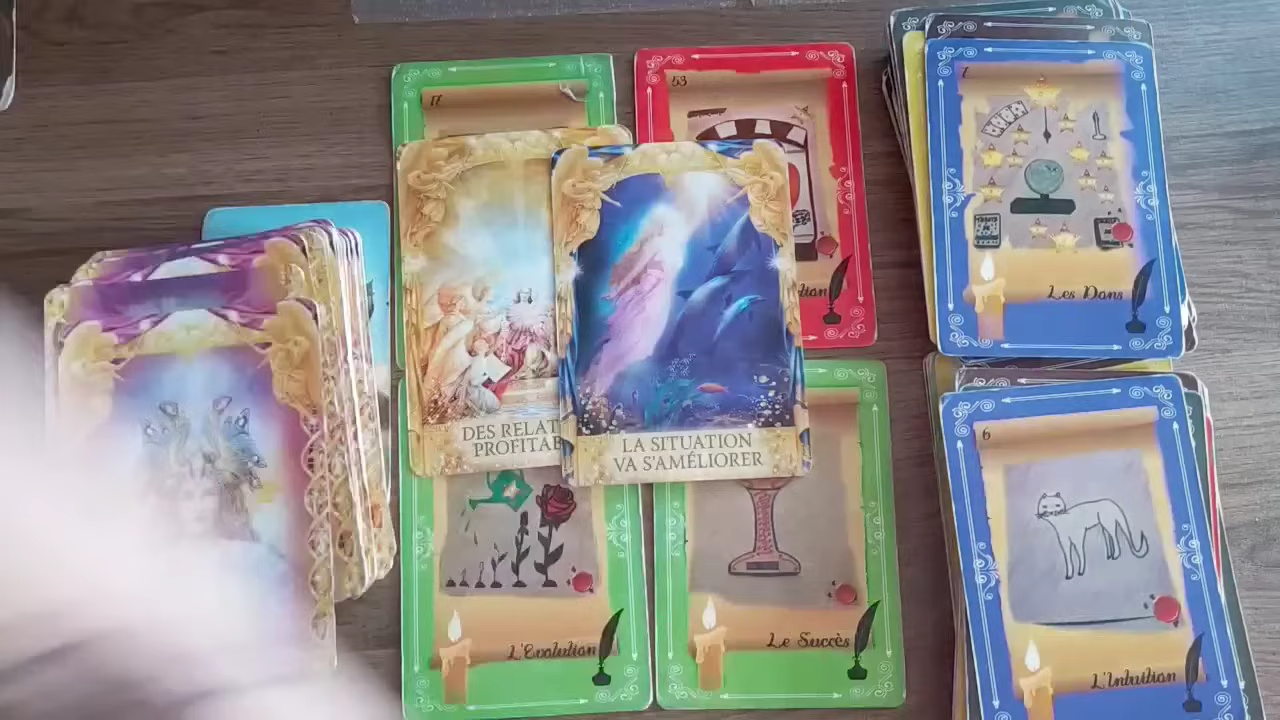 17
53
7
Les Dons
DES RELAT
PROFITAB
LA SITUATION
VA S'AMÉLIORER
6
L'Evolution
Le Succès
L'Intuition